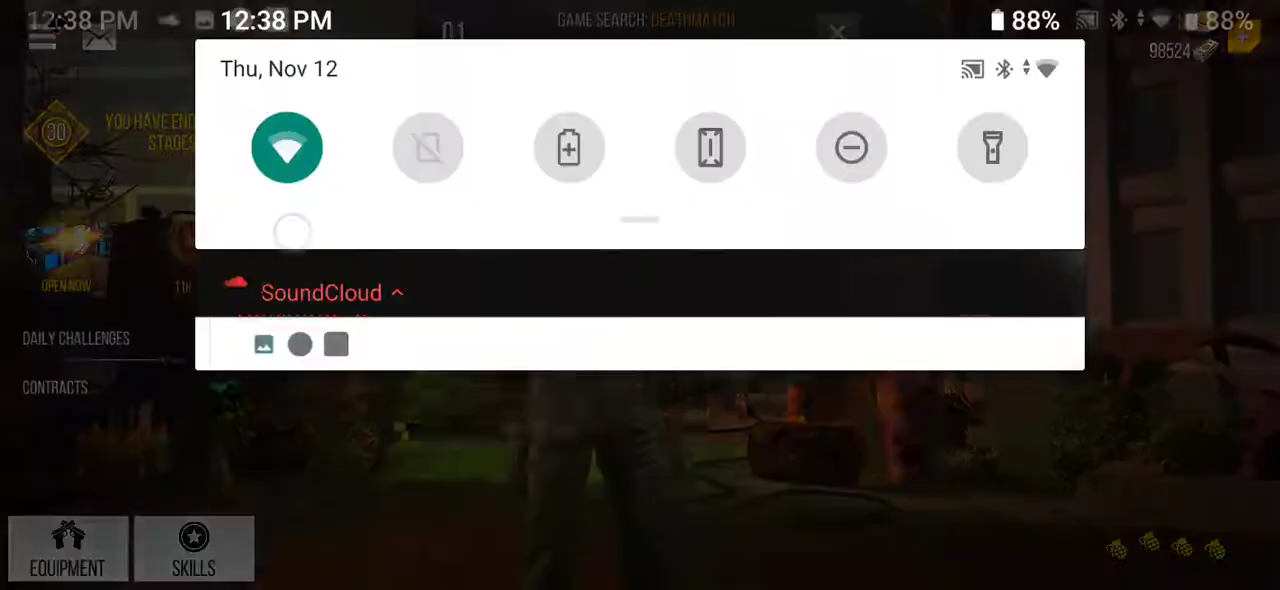 12:38 PM 12:38 PM 88% 88%
01
GAME SEARCH: DEATHMATCH
98524
Thu, Nov 12
30
YOU HAVE
STAGES
OPEN NOW
SoundCloud
DAILY CHALLENGES
CONTRACTS
EQUIPMENT
SKILLS